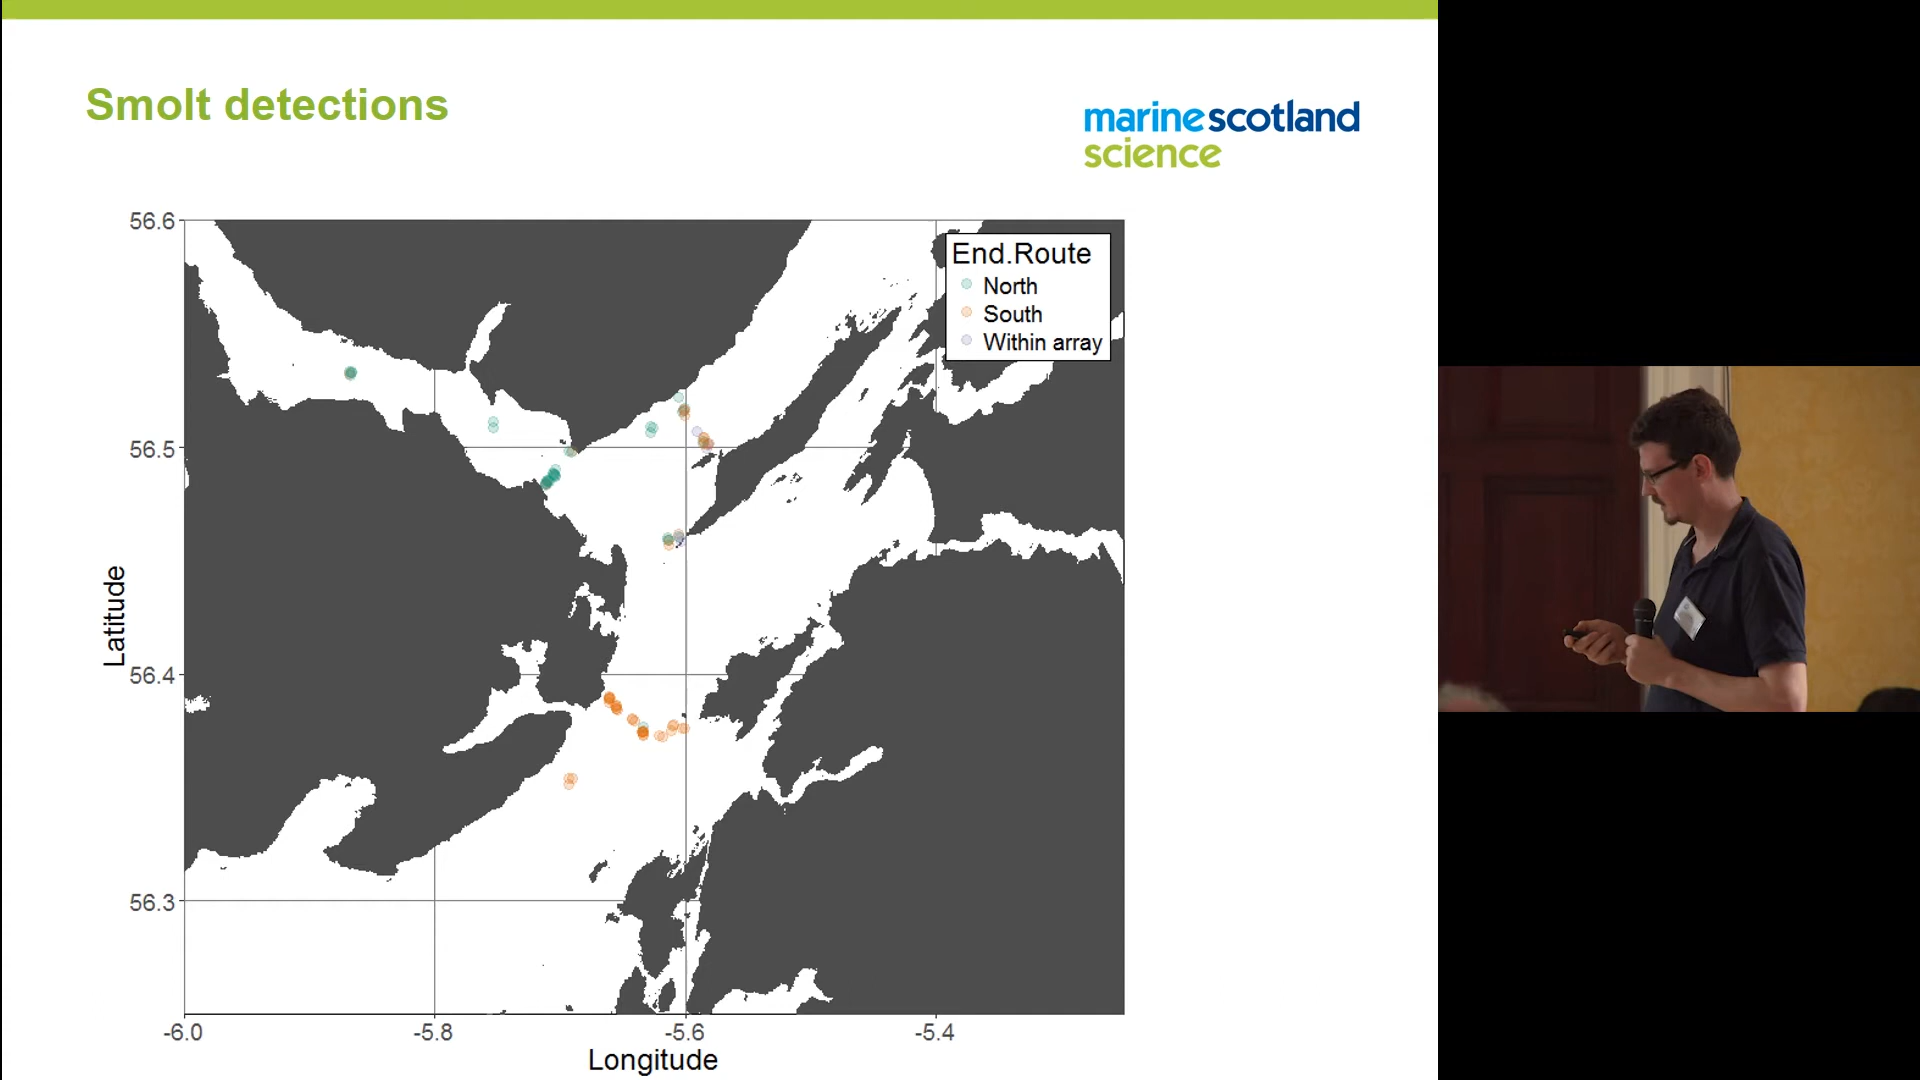 Smolt detections
marinescotland
science
56.6
56.5
56.4
56.3
Latitude
End.Route
North
South
Within array
-6.0
-5.8
-5.6
-5.4
Longitude